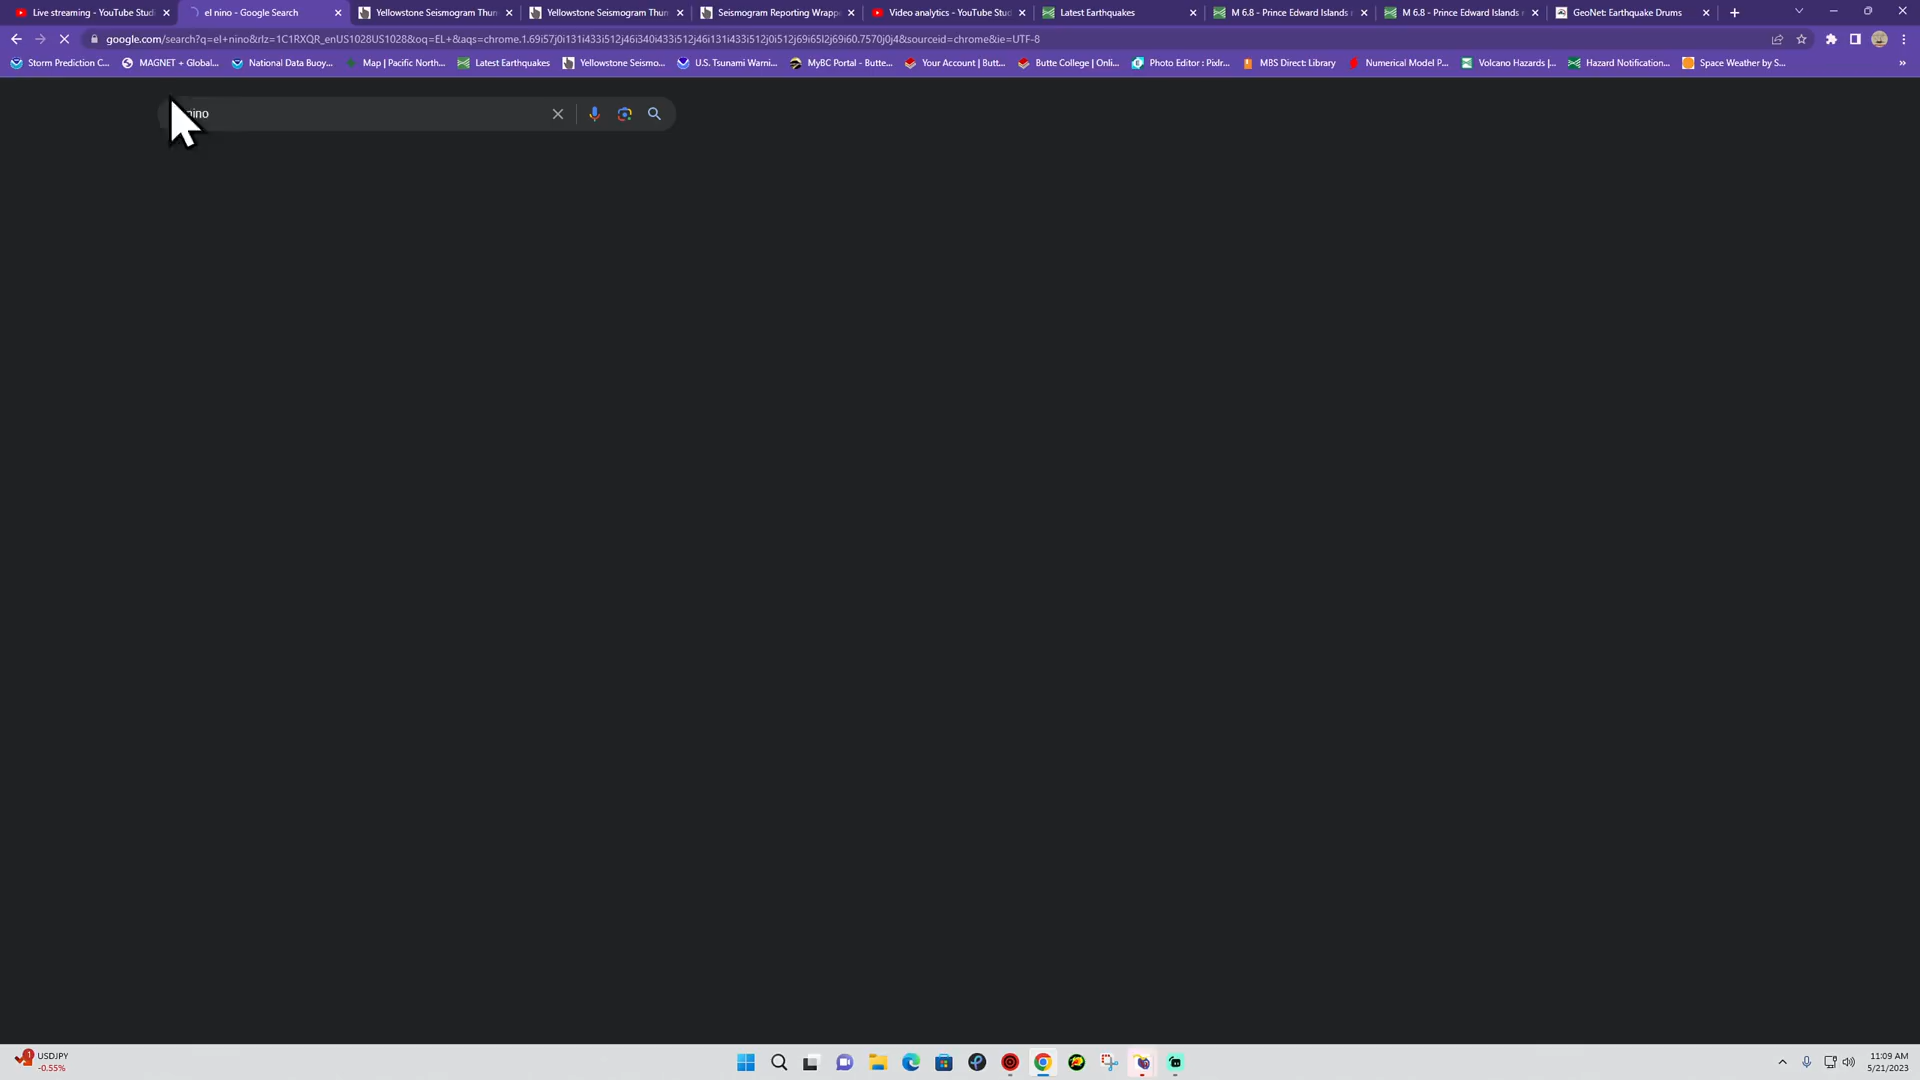 Live streaming - YouTube Studi
el nino - Google Search
Yellowstone Seismogram Thun
Yellowstone Seismogram Thun
Seismogram Reporting Wrapp
Video analytics - YouTube Stud
Latest Earthquakes
M 6.8 - Prince Edward Islands r
M 6.8 - Prince Edward Islands r
GeoNet: Earthquake Drums
google.com/search?q=el+nino&rlz=1C1RXQR_enUS1028US1028&oq=EL+&aqs=chrome.1.69i57j0i131i433i512j46i340i433i512j46i131i433i512j0i512j69i65l2j69i60.7570j0j4&sourceid=chrome&ie=UTF-8
Storm Prediction C...
MAGNET + Global...
National Data Buoy...
Map | Pacific North...
Latest Earthquakes
Yellowstone Seismo...
U.S. Tsunami Warni...
MyBC Portal - Butte...
Your Account | Butt...
Butte College | Onli...
Photo Editor : Pixlr...
MBS Direct: Library
Numerical Model P...
Volcano Hazards |...
Hazard Notification...
Space Weather by S...
nino
1
USDJPY
-0.55%
11:09 AM
5/21/2023